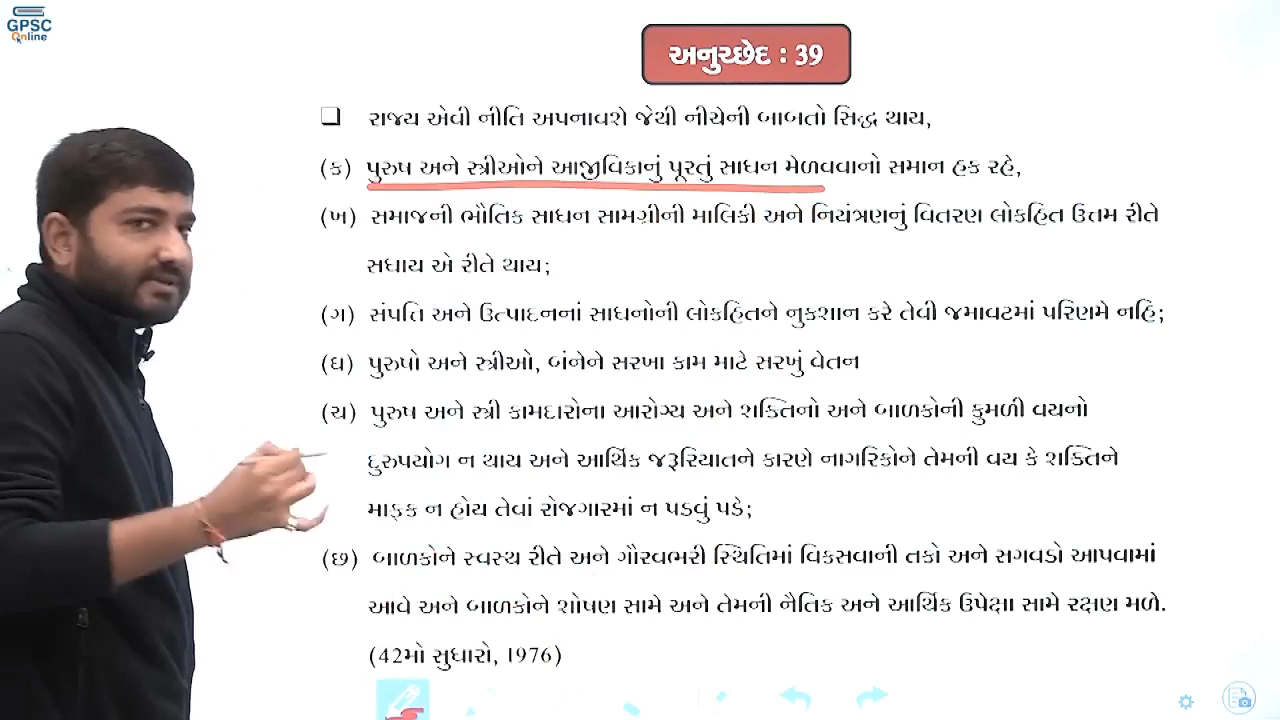 GPSC
Online
અનુચ્છેદ : 39
❑ રાજ્ય એવી નીતિ અપનાવશે જેથી નીચેની બાબતો સિદ્ધ થાય,
(ક) પુરુષ અને સ્ત્રીઓને આજીવિકાનું પૂરતું સાધન મેળવવાનો સમાન હક રહે,
(ખ) સમાજની ભૌતિક સાધન સામગ્રીની માલિકી અને નિયંત્રણનું વિતરણ લોકહિત ઉત્તમ રીતે
સધાય એ રીતે થાય;
(ગ) સંપત્તિ અને ઉત્પાદનનાં સાધનોની લોકહિતને નુકશાન કરે તેવી જમાવટમાં પરિણમે નહિં;
(ઘ) પુરુષો અને સ્ત્રીઓ, બંનેને સરખા કામ માટે સરખું વેતન
(ચ) પુરુષ અને સ્ત્રી કામદારોના આરોગ્ય અને શક્તિનો અને બાળકોની કુમળી વયનો
દુરુપયોગ ન થાય અને આર્થિક જરૂરિયાતને કારણે નાગરિકોને તેમની વય કે શક્તિને
માફક ન હોય તેવાં રોજગારમાં ન પડવું પડે;
(છ) બાળકોને સ્વસ્થ રીતે અને ગૌરવભરી સ્થિતિમાં વિકસવાની તકો અને સગવડો આપવામાં
આવે અને બાળકોને શોષણ સામે અને તેમની નૈતિક અને આર્થિક ઉપેક્ષા સામે રક્ષણ મળે.
(42મો સુધારો, 1976)